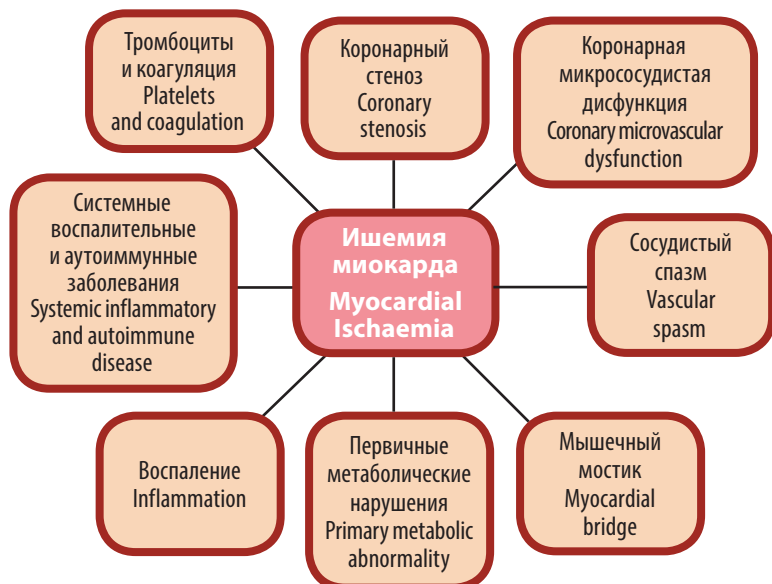 Тромбоциты
и коагуляция
Platelets
and coagulation
Коронарный
стеноз
Coronary
stenosis
Коронарная
микрососудистая
дисфункция
Coronary microvascular
dysfunction
Системные
воспалительные
и аутоиммунные
заболевания
Systemic inflammatory
and autoimmune
disease
Ишемия
миокарда
Myocardial
Ischaemia
Сосудистый
спазм
Vascular
spasm
Воспаление
Inflammation
Первичные
метаболические
нарушения
Primary metabolic
abnormality
Мышечный
мостик
Myocardial
bridge